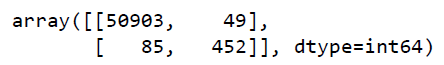 array([[50903,    49],
       [   85,   452]], dtype=int64)